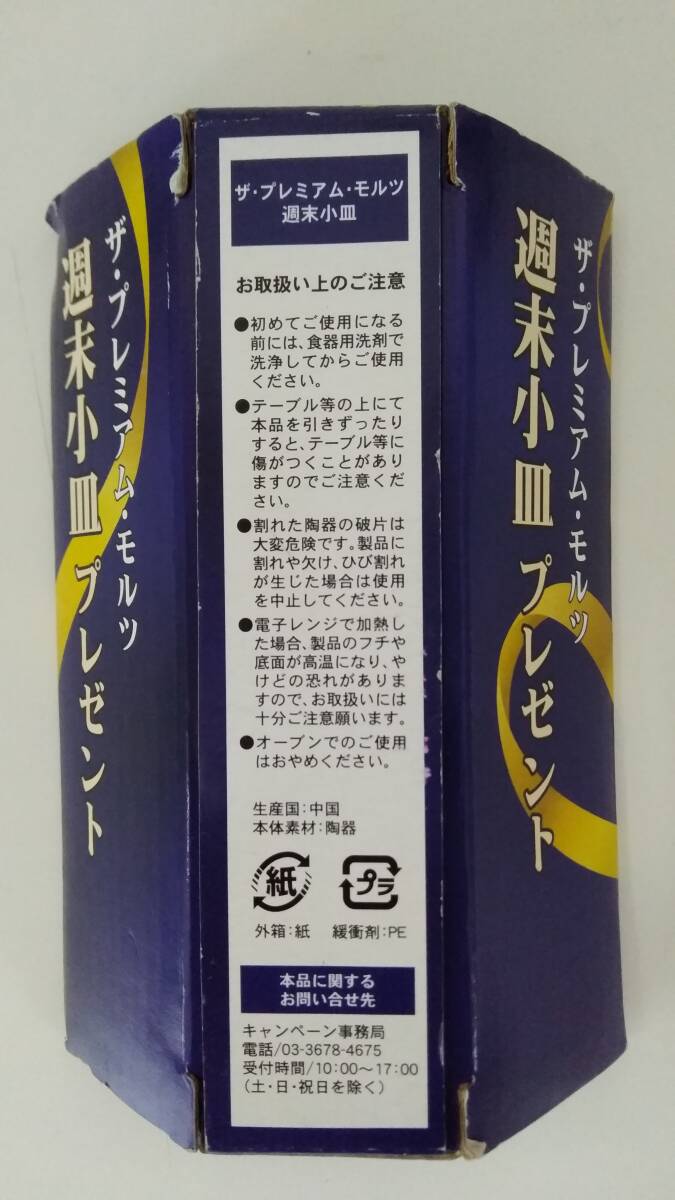 ザ・プレミアム・モルツ
週末小皿 プレゼント
ザ・プレミアム・モルツ
週末小皿
お取扱い上のご注意
●初めてご使用になる
前には、食器用洗剤で
洗浄してからご使用
ください。
●テーブル等の上にて
本品を引きずったり
すると、テーブル等に
傷がつくことがあり
ますのでご注意くだ
さい。
●割れた陶器の破片は
大変危険です。製品に
割れや欠け、ひび割れ
が生じた場合は使用
を中止してください。
●電子レンジで加熱し
た場合、製品のフチや
底面が高温になり、や
けどの恐れがありま
すので、お取扱いには
十分ご注意願います。
●オーブンでのご使用
はおやめください。
生産国:中国
本体素材:陶器
紙
プラ
外箱:紙 緩衝剤:PE
本品に関する
お問い合せ先
キャンペーン事務局
電話/03-3678-4675
受付時間/10:00〜17:00
(土・日・祝日を除く)
ザ・プレミアム・モルツ
週末小皿 プレゼント